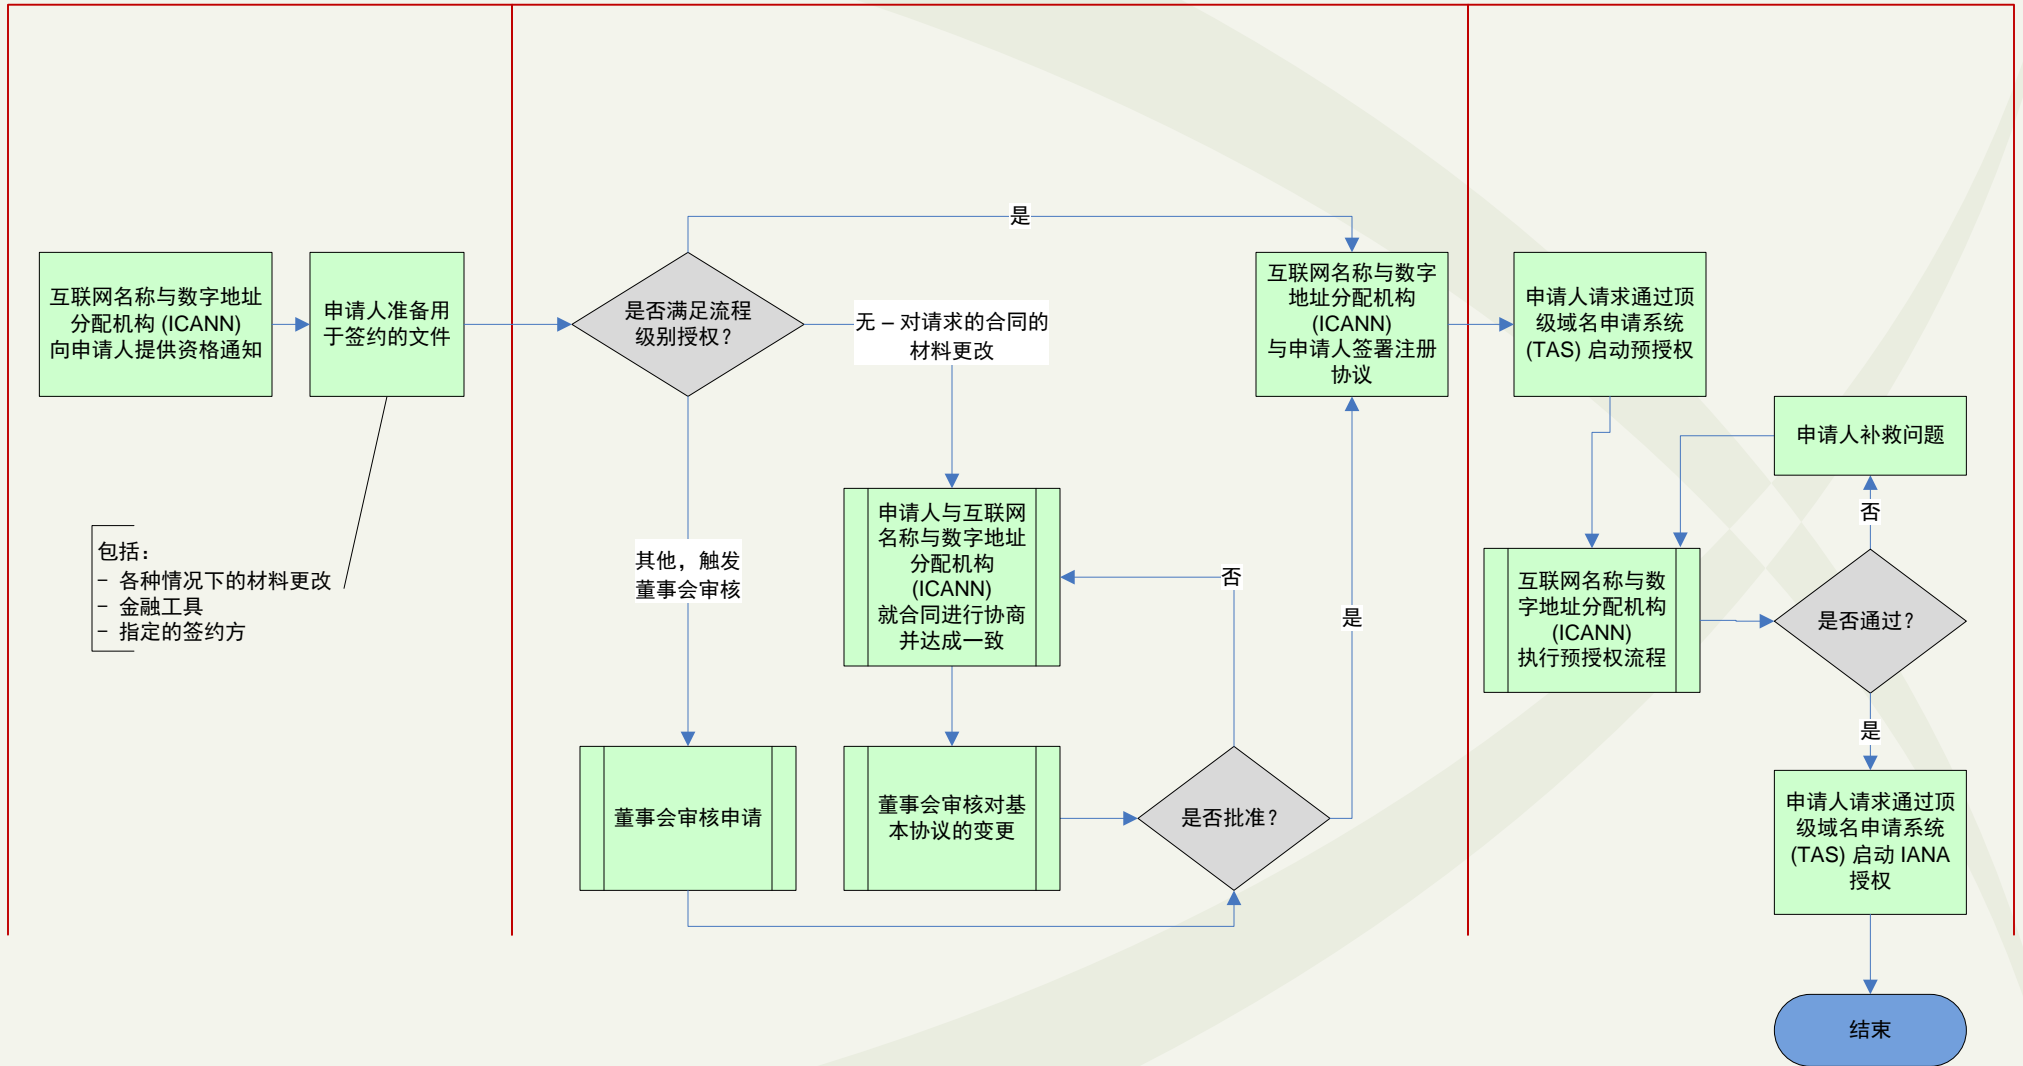 互联网名称与数字地址
分配机构 (ICANN)
向申请人提供资格通知
申请人准备用
于签约的文件
包括：
– 各种情况下的材料更改
– 金融工具
– 指定的签约方
是否满足流程
级别授权？
是
无 – 对请求的合同的
材料更改
其他，触发
董事会审核
申请人与互联网
名称与数字地址
分配机构
(ICANN)
就合同进行协商
并达成一致
董事会审核申请
董事会审核对基
本协议的变更
是否批准？
否
是
互联网名称与数字
地址分配机构
(ICANN)
与申请人签署注册
协议
申请人请求通过顶
级域名申请系统
(TAS) 启动预授权
申请人补救问题
否
互联网名称与数
字地址分配机构
(ICANN)
执行预授权流程
是否通过？
是
申请人请求通过顶
级域名申请系统
(TAS) 启动 IANA
授权
结束